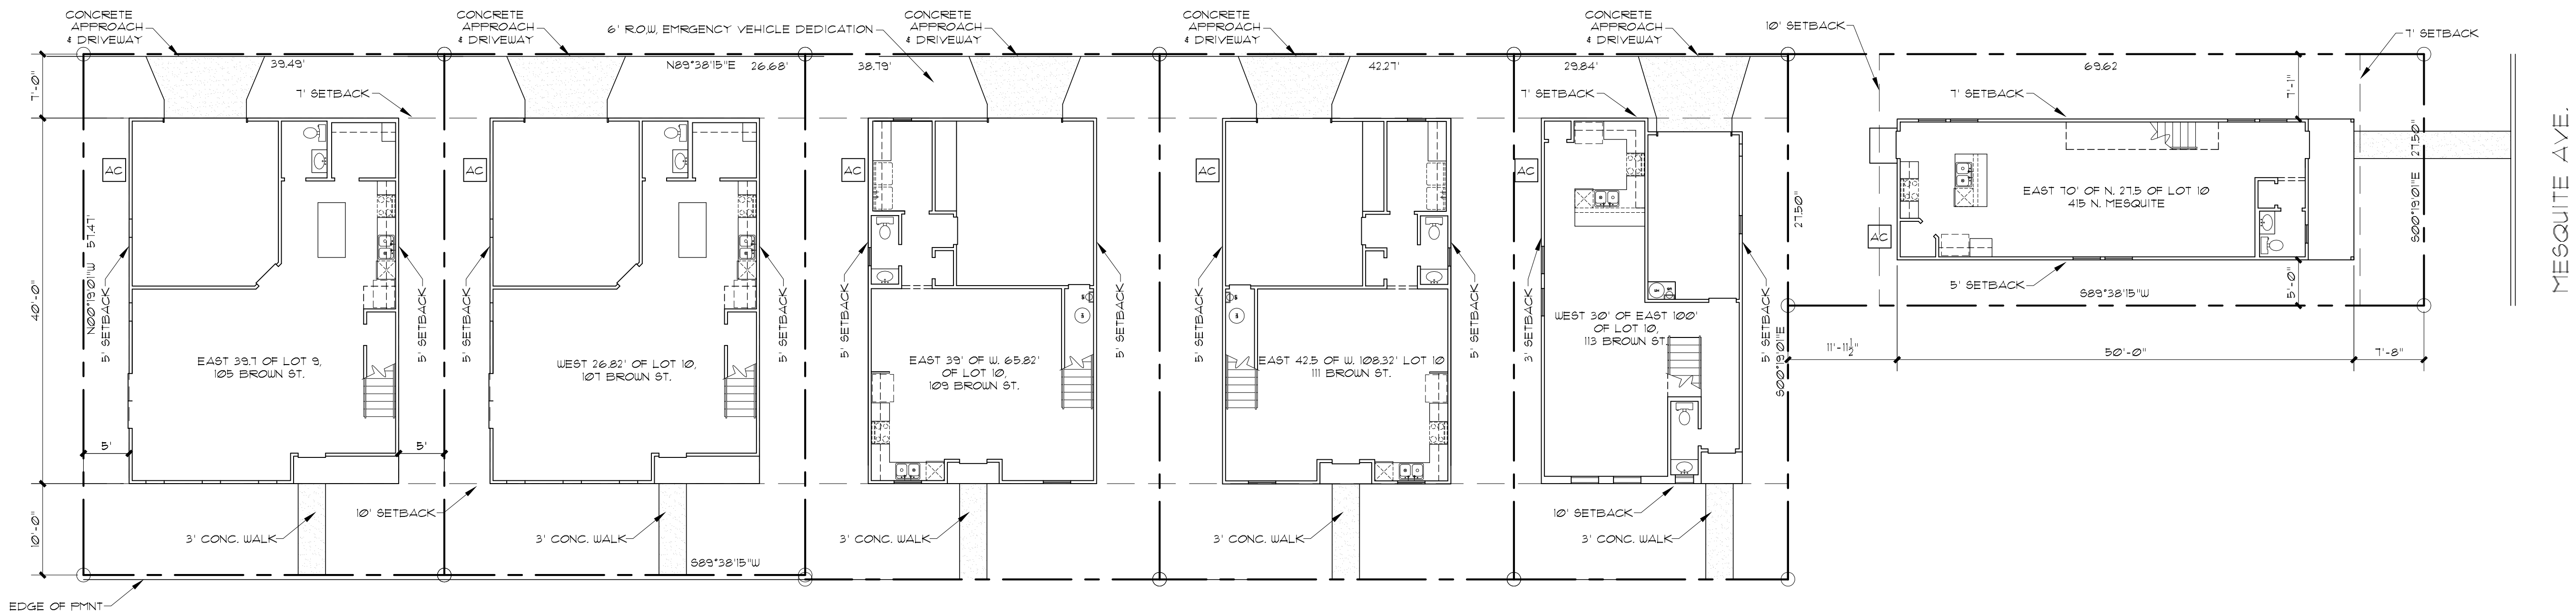 CONCRETE
APPROACH
& DRIVEWAY
CONCRETE
APPROACH
& DRIVEWAY
6' R.O.W, EMRGENCY VEHICLE DEDICATION
CONCRETE
APPROACH
& DRIVEWAY
CONCRETE
APPROACH
& DRIVEWAY
CONCRETE
APPROACH
& DRIVEWAY
10' SETBACK
7' SETBACK
39.49'
N89°38'15"E
26.68'
38.79'
42.27'
29.84'
69.62
7'-0"
7' SETBACK
7' SETBACK
7' SETBACK
7'-1"
MESQUITE AVE.
AC
AC
AC
AC
AC
AC
N00°19'01"W 57.47'
27.50'
S00°19'01"E 27.50'
EAST 70' OF N. 27.5 OF LOT 10
415 N. MESQUITE
5' SETBACK
S89°38'15"W
5'-0"
40'-0"
5' SETBACK
5' SETBACK
5' SETBACK
5' SETBACK
5' SETBACK
5' SETBACK
5' SETBACK
5' SETBACK
3' SETBACK
5' SETBACK
S00°19'01"E
EAST 39.7 OF LOT 9,
105 BROWN ST.
WEST 26.82' OF LOT 10,
107 BROWN ST.
EAST 39' OF W. 65.82'
OF LOT 10,
109 BROWN ST.
EAST 42.5 OF W. 108.32' LOT 10
111 BROWN ST.
WEST 30' OF EAST 100'
OF LOT 10,
113 BROWN ST.
11'-11½"
50'-0"
7'-8"
5'
5'
10'-0"
10' SETBACK
10' SETBACK
3' CONC. WALK
3' CONC. WALK
3' CONC. WALK
3' CONC. WALK
3' CONC. WALK
S89°38'15"W
EDGE OF PMNT